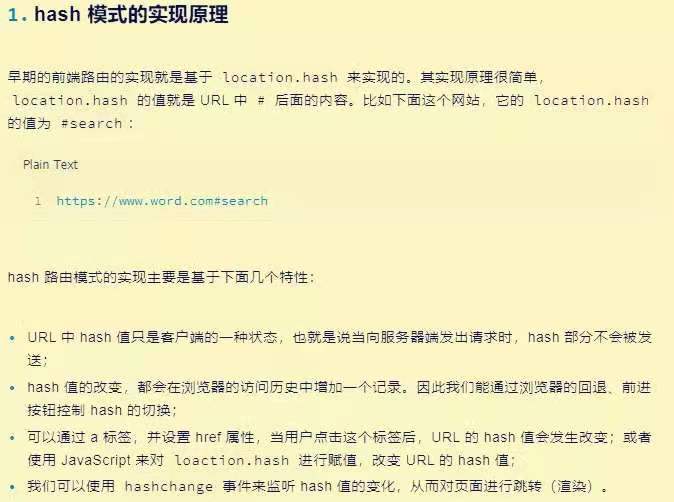 1. hash 模式的实现原理
早期的前端路由的实现就是基于 location.hash 来实现的。其实现原理很简单，
location.hash 的值就是 URL 中 # 后面的内容。比如下面这个网站，它的 location.hash
的值为 #search：
Plain Text
1 https://www.word.com#search
hash 路由模式的实现主要是基于下面几个特性：
• URL 中 hash 值只是客户端的一种状态，也就是说当向服务器端发出请求时，hash 部分不会被发
送；
• hash 值的改变，都会在浏览器的访问历史中增加一个记录。因此我们能通过浏览器的回退、前进
按钮控制 hash 的切换；
• 可以通过 a 标签，并设置 href 属性，当用户点击这个标签后，URL 的 hash 值会发生改变；或者
使用 JavaScript 来对 loaction.hash 进行赋值，改变 URL 的 hash 值；
• 我们可以使用 hashchange 事件来监听 hash 值的变化，从而对页面进行跳转（渲染）。